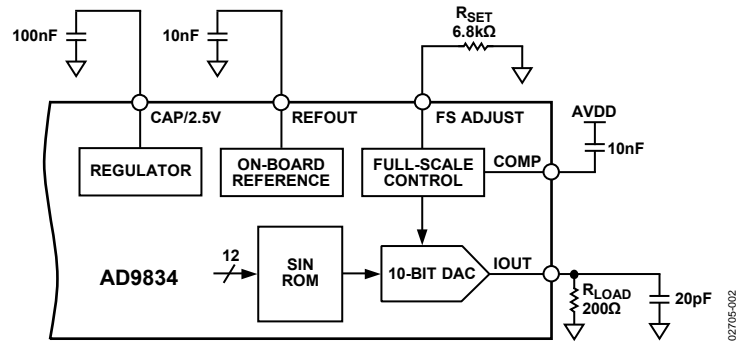 100nF
10nF
RSET
6.8kΩ
CAP/2.5V
REFOUT
FS ADJUST
AVDD
10nF
REGULATOR
ON-BOARD
REFERENCE
FULL-SCALE
CONTROL
COMP
12
AD9834
SIN
ROM
10-BIT DAC
IOUT
RLOAD
200Ω
20pF
02705-002